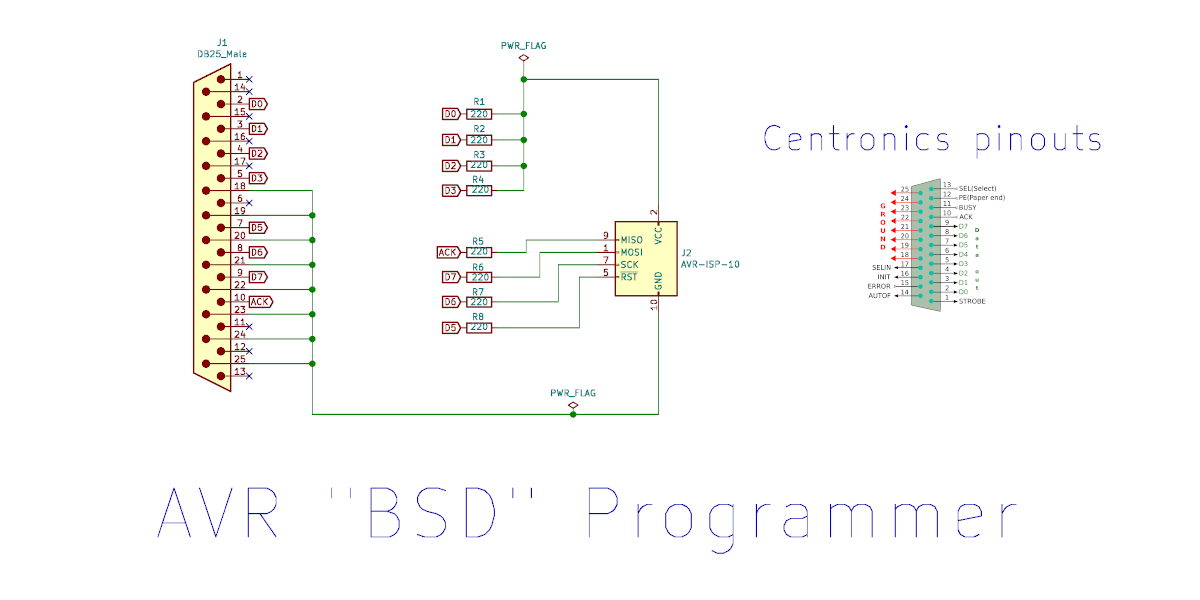 J1
DB25_Male
1
14
2 D0
15
3 D1
16
4 D2
17
5 D3
18
6
19
7 D5
20
8 D6
21
9 D7
22
10 ACK
23
11
24
12
25
13
PWR_FLAG
R1
D0 220
R2
D1 220
R3
D2 220
R4
D3 220
R5
ACK 220
R6
D7 220
R7
D6 220
R8
D5 220
2
VCC
9 MISO
1 MOSI
7 SCK
5 RST
GND
10
J2
AVR-ISP-10
PWR_FLAG
Centronics pinouts
GROUND
25
24
23
22
21
20
19
18
SELIN 17
INIT 16
ERROR 15
AUTOF 14
13 SEL(Select)
12 PE(Paper end)
11 BUSY
10 ACK
9 D7
8 D6
7 D5
6 D4
5 D3
4 D2
3 D1
2 D0
1 STROBE
Data out
AVR "BSD" Programmer